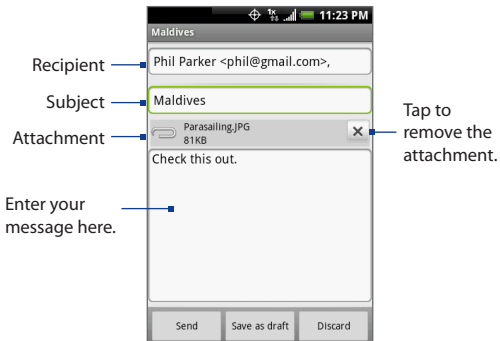 1x 11:23 PM
Maldives
Recipient
Phil Parker <phil@gmail.com>,
Subject
Maldives
Attachment
Parasailing.JPG
81KB
Tap to
remove the
attachment.
Check this out.
Enter your
message here.
Send
Save as draft
Discard